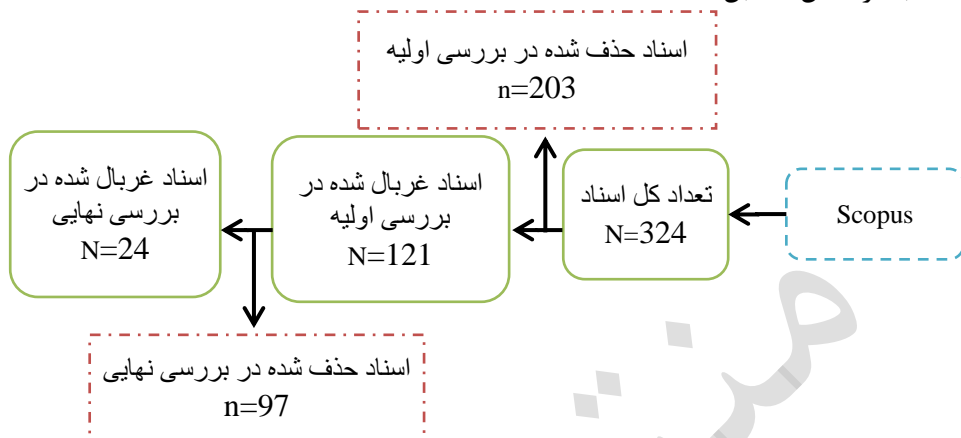 اسناد حذف شده در بررسی اولیه
n=203
Scopus
تعداد کل اسناد
N=324
اسناد غربال شده در
بررسی اولیه
N=121
اسناد غربال شده در
بررسی نهایی
N=24
اسناد حذف شده در بررسی نهایی
n=97